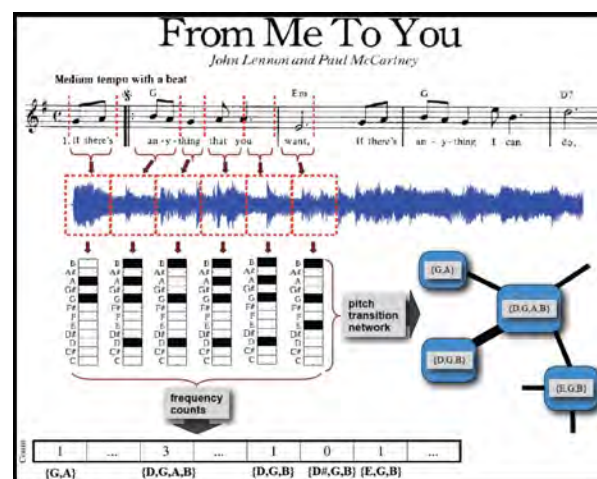 From Me To You
John Lennon and Paul McCartney
Medium tempo with a beat
G Em G D7
1. If there's an - y - thing that you want, If there's an - y - thing I can do,
B B B B B B
A# A# A# A# A# A#
A A A A A A
G# G# G# G# G# G#
G G G G G G
F# F# F# F# F# F#
F F F F F F
E E E E E E
D# D# D# D# D# D#
D D D D D D
C# C# C# C# C# C#
C C C C C C
pitch
transition
network
{G,A}
{D,G,A,B}
{D,G,B}
{E,G,B}
frequency
counts
Count
1 ... 3 ... 1 0 1 ...
{G,A} {D,G,A,B} {D,G,B} {D#,G,B} {E,G,B}